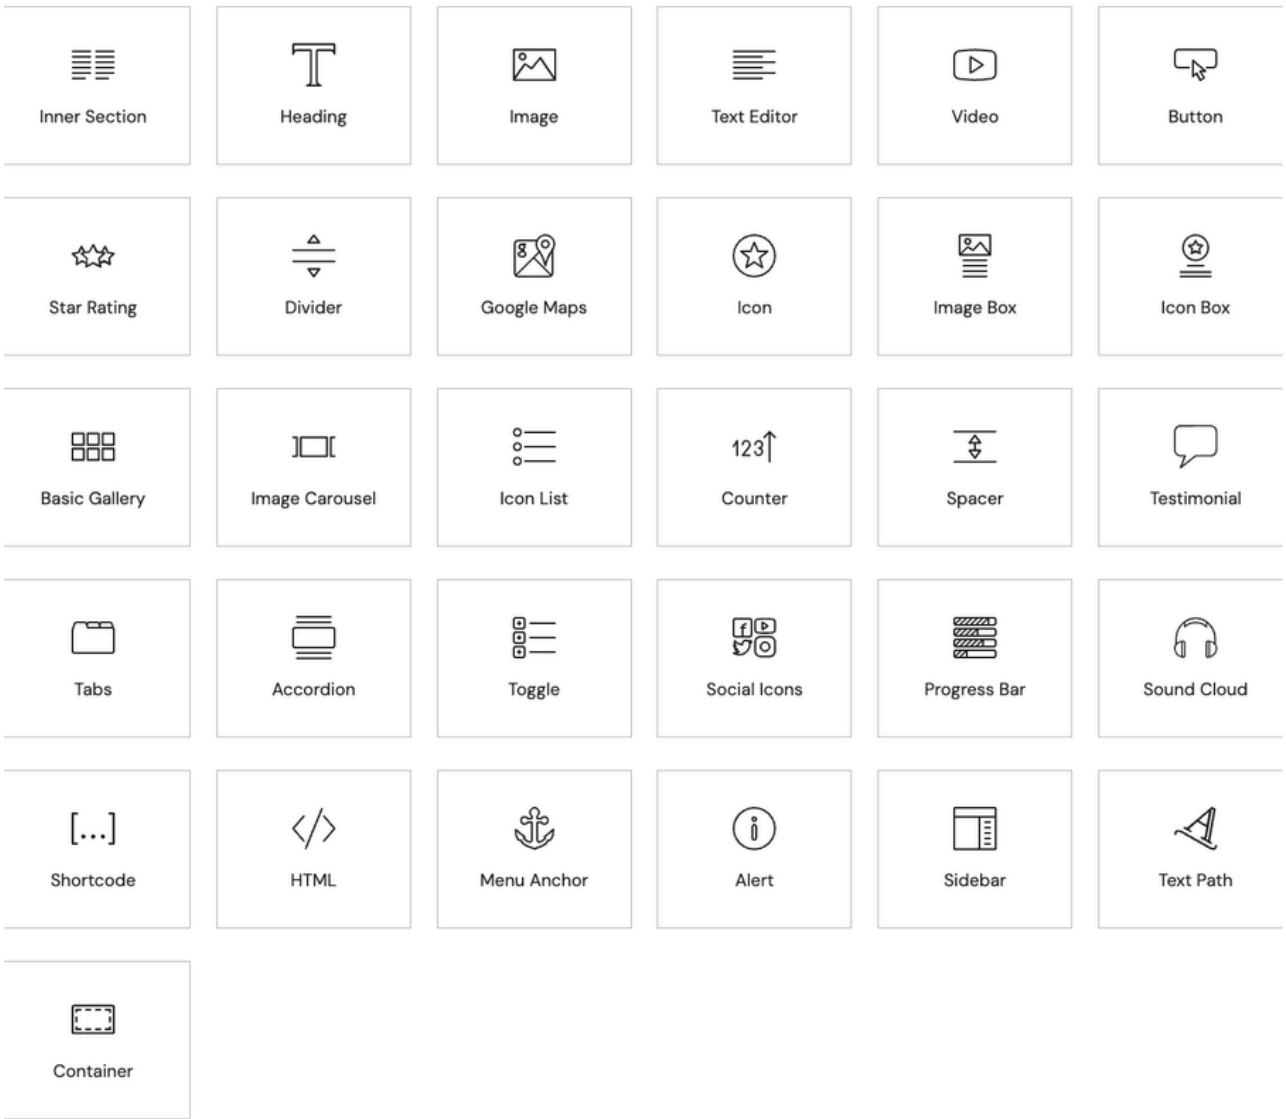 Inner Section
Heading
Image
Text Editor
Video
Button
Star Rating
Divider
Google Maps
Icon
Image Box
Icon Box
Basic Gallery
Image Carousel
Icon List
123
Counter
Spacer
Testimonial
Tabs
Accordion
Toggle
Social Icons
Progress Bar
Sound Cloud
[...]
Shortcode
</>
HTML
Menu Anchor
Alert
Sidebar
Text Path
Container